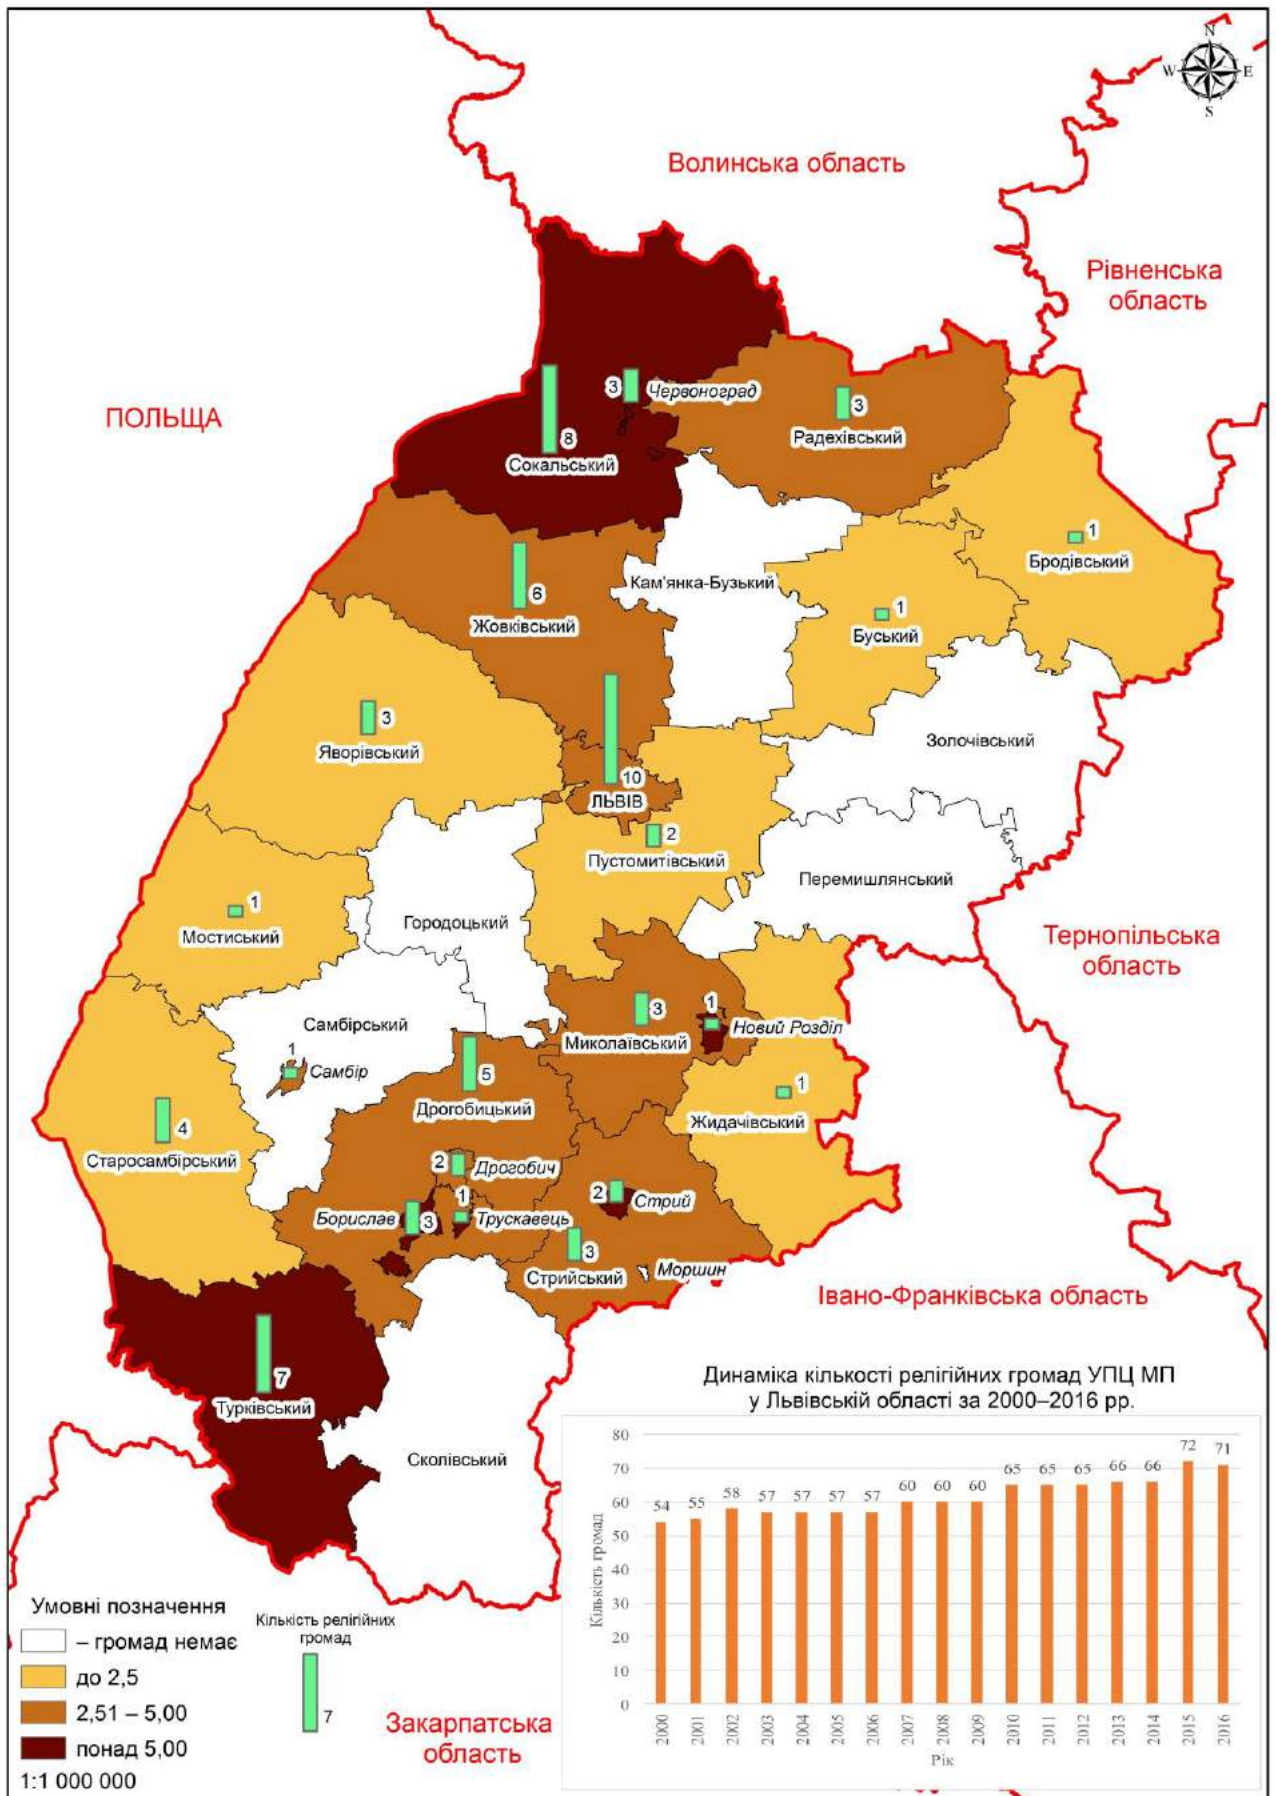 N
W
E
S
Волинська область
Рівненська
область
ПОЛЬЩА
3
Червоноград
8
Сокальський
3
Радехівський
1
Бродівський
6
Жовківський
Кам'янка-Бузький
1
Буський
3
Яворівський
Золочівський
10
ЛЬВІВ
2
Пустомитівський
Перемишлянський
1
Мостиський
Городоцький
Тернопільська
область
Самбірський
1
Самбір
3
Миколаївський
1
Новий Розділ
5
Дрогобицький
1
Жидачівський
4
Старосамбірський
2
Дрогобич
Борислав
3
1
Трускавець
2
Стрий
3
Стрийський
Моршин
Івано-Франківська область
7
Турківський
Сколівський
Динаміка кількості релігійних громад УПЦ МП
у Львівській області за 2000–2016 рр.
80
70
60
50
40
30
20
10
0
Кількість громад
54
55
58
57
57
57
57
60
60
60
65
65
65
66
66
72
71
2000
2001
2002
2003
2004
2005
2006
2007
2008
2009
2010
2011
2012
2013
2014
2015
2016
Рік
Умовні позначення
– громад немає
до 2,5
2,51 – 5,00
понад 5,00
1:1 000 000
Кількість релігійних
громад
7
Закарпатська
область